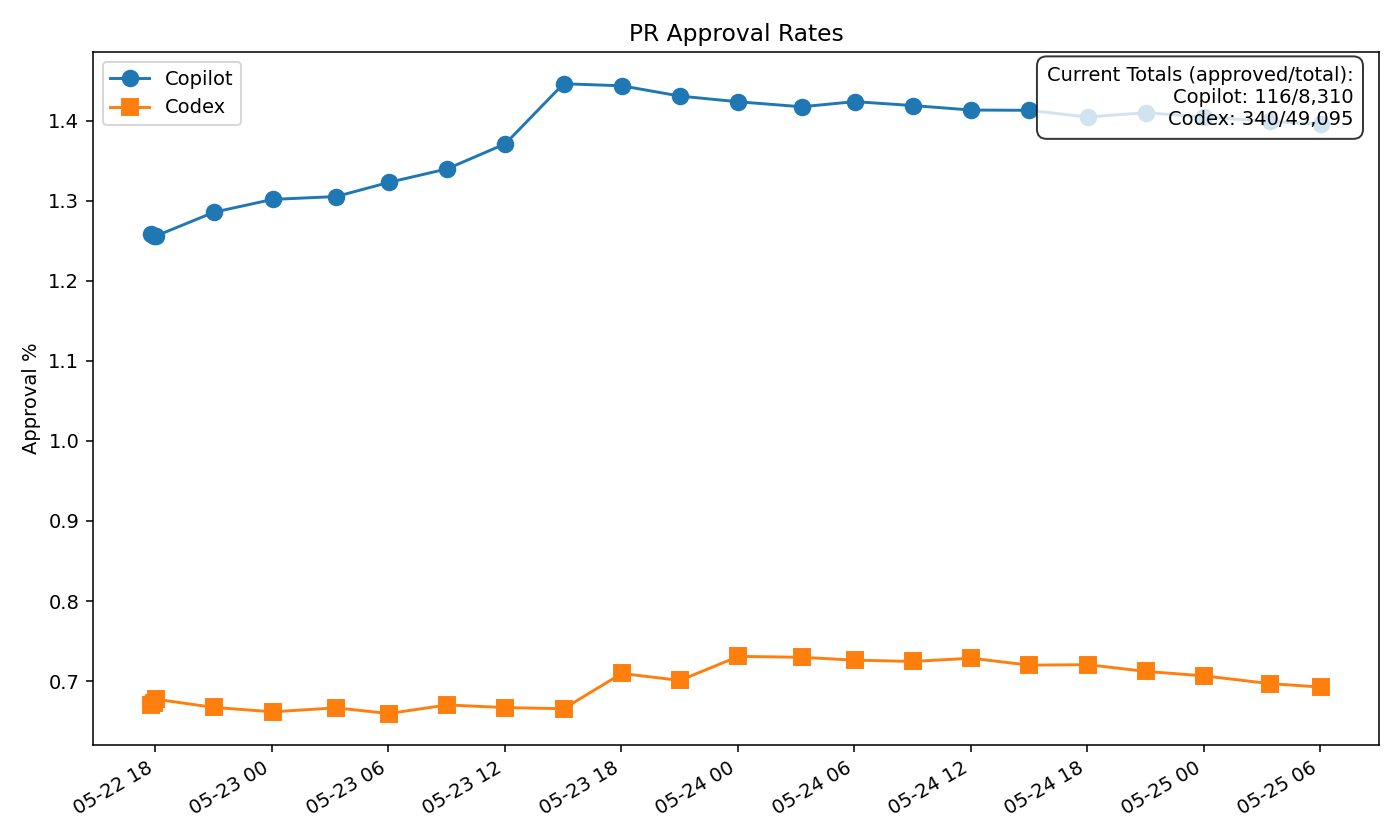 PR Approval Rates
Copilot
Codex
Current Totals (approved/total):
Copilot: 116/8,310
Codex: 340/49,095
Approval %
1.4
1.3
1.2
1.1
1.0
0.9
0.8
0.7
05-22 18
05-23 00
05-23 06
05-23 12
05-23 18
05-24 00
05-24 06
05-24 12
05-24 18
05-25 00
05-25 06